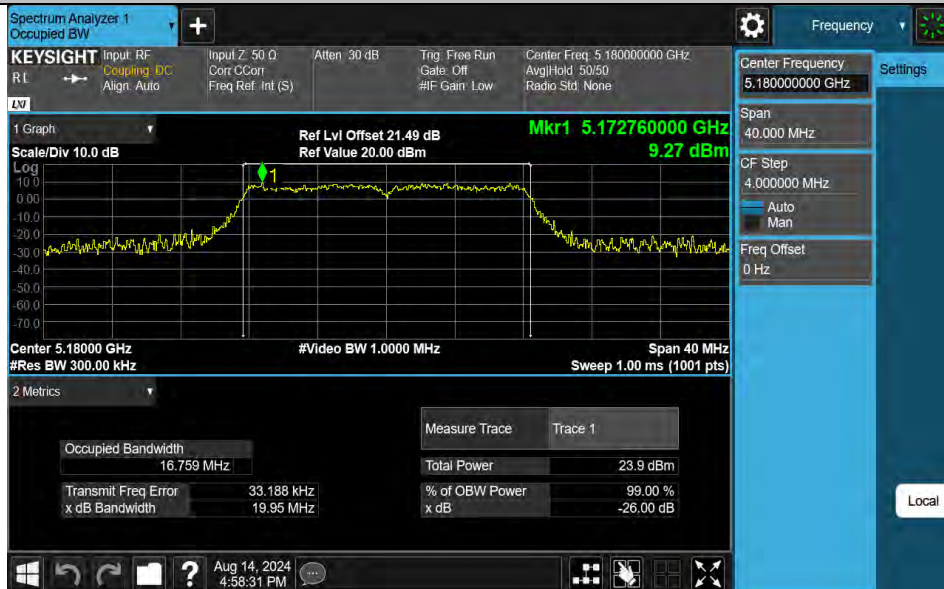 Spectrum Analyzer 1
Occupied BW
+
Frequency
KEYSIGHT
RL
LXI
Input: RF
Coupling: DC
Align: Auto
Input Z: 50 Ω
Corr CCorr
Freq Ref: Int (S)
Atten: 30 dB
Trig: Free Run
Gate: Off
#IF Gain: Low
Center Freq: 5.180000000 GHz
Avg|Hold: 50/50
Radio Std: None
Center Frequency
5.180000000 GHz
Settings
Span
40.000 MHz
CF Step
4.000000 MHz
Auto
Man
Freq Offset
0 Hz
Local
1 Graph
Scale/Div 10.0 dB
Ref Lvl Offset 21.49 dB
Ref Value 20.00 dBm
Mkr1 5.172760000 GHz
9.27 dBm
Log
1
10.0
0.00
-10.0
-20.0
-30.0
-40.0
-50.0
-60.0
-70.0
Center 5.18000 GHz
#Video BW 1.0000 MHz
Span 40 MHz
#Res BW 300.00 kHz
Sweep 1.00 ms (1001 pts)
2 Metrics
Measure Trace Trace 1
Occupied Bandwidth
16.759 MHz
Total Power 23.9 dBm
Transmit Freq Error 33.188 kHz
% of OBW Power 99.00 %
x dB Bandwidth 19.95 MHz
x dB -26.00 dB
?
Aug 14, 2024
4:58:31 PM